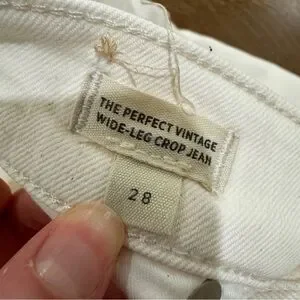 THE PERFECT VINTAGE
WIDE-LEG CROP JEAN
28